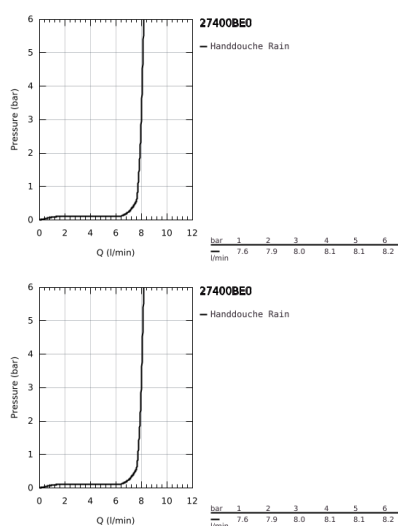 27400BE0
Handdouche Rain
6
5
4
3
2
1
0
Pressure (bar)
0 2 4 6 8 10 12
Q (l/min)
bar 1 2 3 4 5 6
7.6 7.9 8.0 8.1 8.1 8.2
l/min
27400BE0
Handdouche Rain
6
5
4
3
2
1
0
Pressure (bar)
0 2 4 6 8 10 12
Q (l/min)
bar 1 2 3 4 5 6
7.6 7.9 8.0 8.1 8.1 8.2
l/min